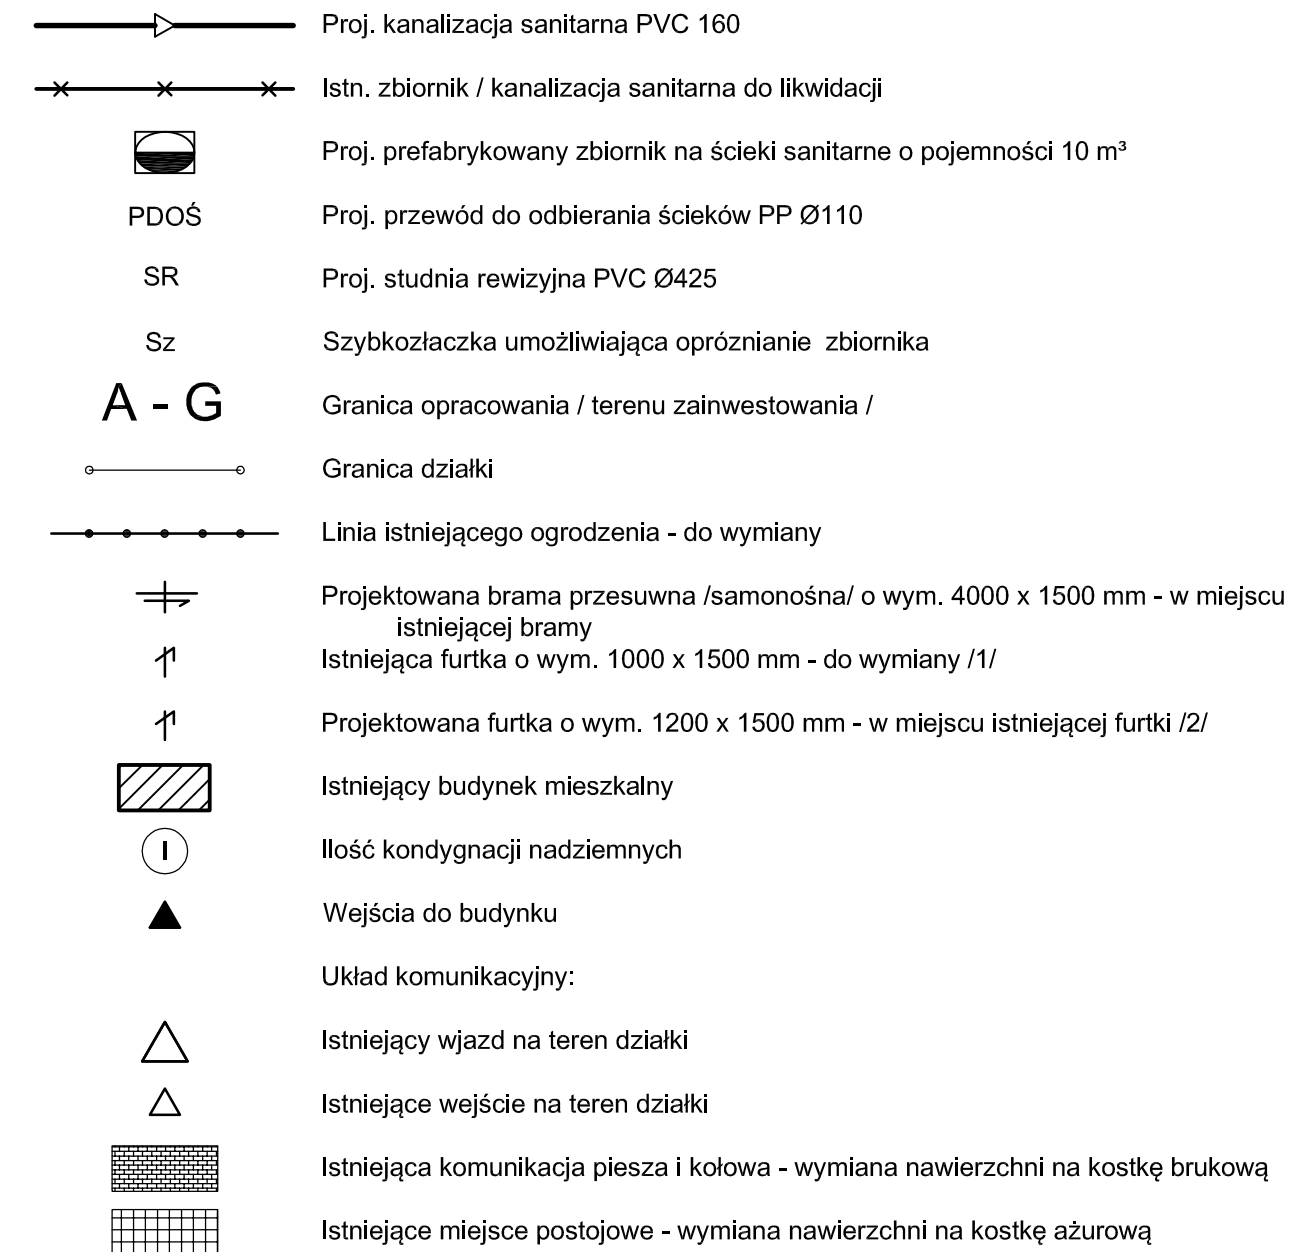 Proj. kanalizacja sanitarna PVC 160
Istn. zbiornik / kanalizacja sanitarna do likwidacji
Proj. prefabrykowany zbiornik na ścieki sanitarne o pojemności 10 m³
PDOŚ Proj. przewód do odbierania ścieków PP Ø110
SR Proj. studnia rewizyjna PVC Ø425
Sz Szybkozłaczka umożliwiająca opróznianie zbiornika
A - G Granica opracowania / terenu zainwestowania /
Granica działki
Linia istniejącego ogrodzenia - do wymiany
Projektowana brama przesuwna /samonośna/ o wym. 4000 x 1500 mm - w miejscu
istniejącej bramy
Istniejąca furtka o wym. 1000 x 1500 mm - do wymiany /1/
Projektowana furtka o wym. 1200 x 1500 mm - w miejscu istniejącej furtki /2/
Istniejący budynek mieszkalny
I Ilość kondygnacji nadziemnych
Wejścia do budynku
Układ komunikacyjny:
Istniejący wjazd na teren działki
Istniejące wejście na teren działki
Istniejąca komunikacja piesza i kołowa - wymiana nawierzchni na kostkę brukową
Istniejące miejsce postojowe - wymiana nawierzchni na kostkę ażurową